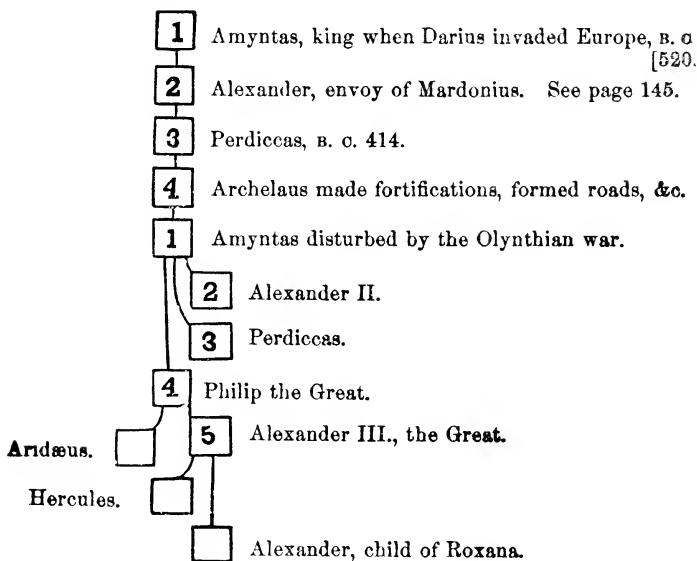 1 Amyntas, king when Darius invaded Europe, B. C
[520.
2 Alexander, envoy of Mardonius. See page 145.
3 Perdiccas, B. C. 414.
4 Archelaus made fortifications, formed roads, &c.
1 Amyntas disturbed by the Olynthian war.
2 Alexander II.
3 Perdiccas.
4 Philip the Great.
5 Alexander III., the Great.
Aridæus.
Hercules.
Alexander, child of Roxana.